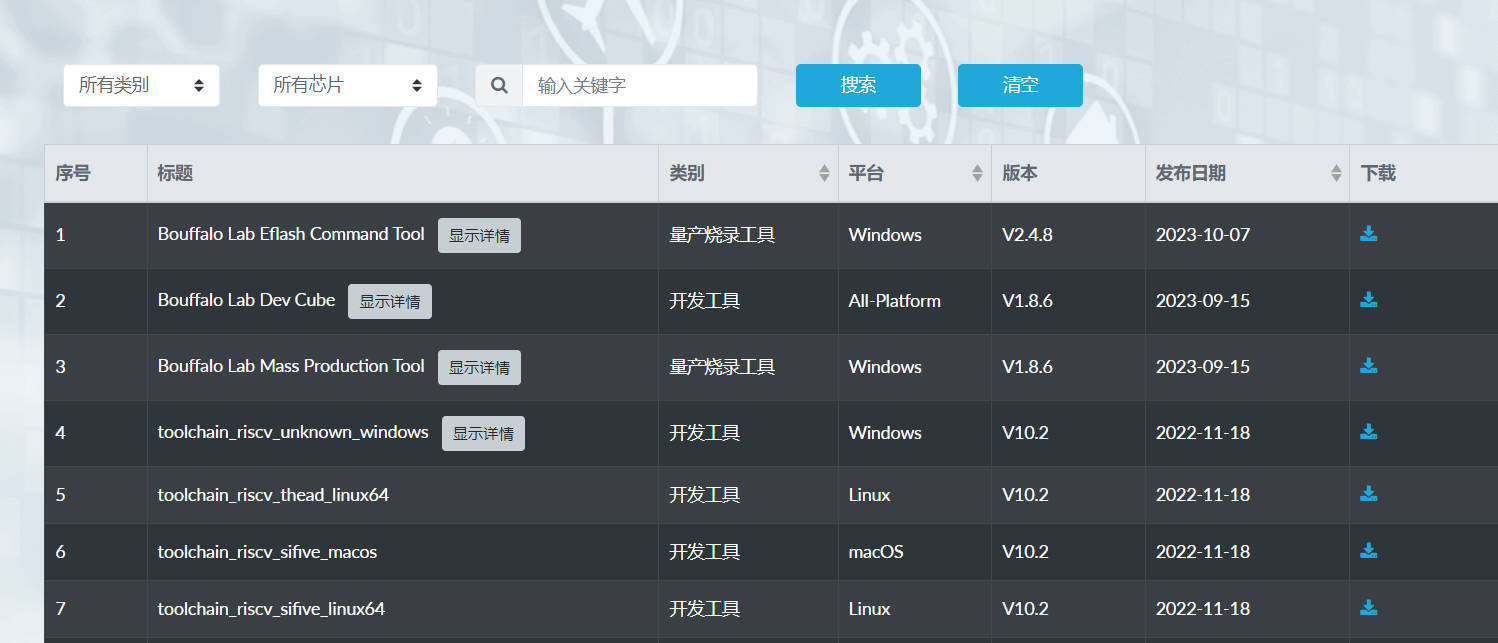 所有类别 所有芯片 输入关键字 搜索 清空
序号 标题 类别 平台 版本 发布日期 下载
1 Bouffalo Lab Eflash Command Tool 显示详情 量产烧录工具 Windows V2.4.8 2023-10-07
2 Bouffalo Lab Dev Cube 显示详情 开发工具 All-Platform V1.8.6 2023-09-15
3 Bouffalo Lab Mass Production Tool 显示详情 量产烧录工具 Windows V1.8.6 2023-09-15
4 toolchain_riscv_unknown_windows 显示详情 开发工具 Windows V10.2 2022-11-18
5 toolchain_riscv_thead_linux64 开发工具 Linux V10.2 2022-11-18
6 toolchain_riscv_sifive_macos 开发工具 macOS V10.2 2022-11-18
7 toolchain_riscv_sifive_linux64 开发工具 Linux V10.2 2022-11-18